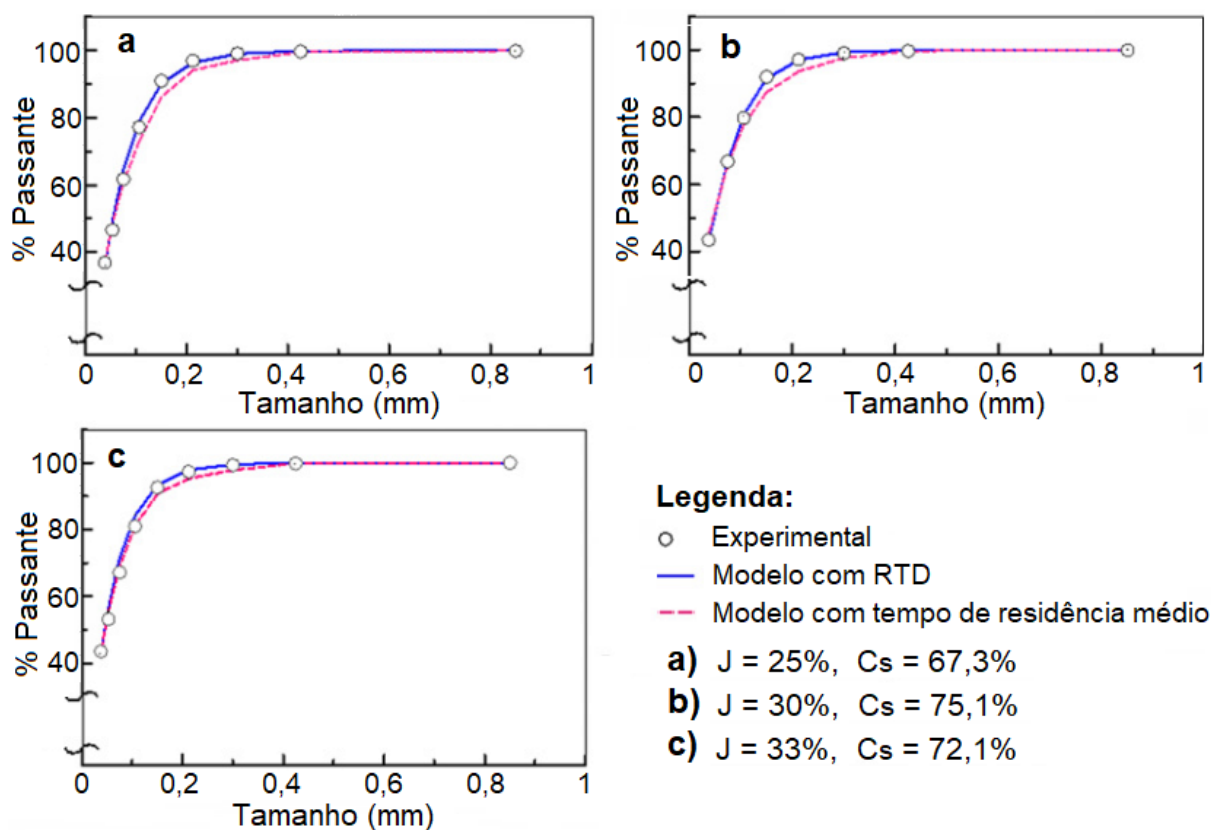 a
100
80
60
40
% Passante
0
0,2
0,4
0,6
0,8
1
Tamanho (mm)
b
100
80
60
40
% Passante
0
0,2
0,4
0,6
0,8
1
Tamanho (mm)
c
100
80
60
40
% Passante
0
0,2
0,4
0,6
0,8
1
Tamanho (mm)
Legenda:
Experimental
Modelo com RTD
Modelo com tempo de residência médio
a) J = 25%, Cs = 67,3%
b) J = 30%, Cs = 75,1%
c) J = 33%, Cs = 72,1%